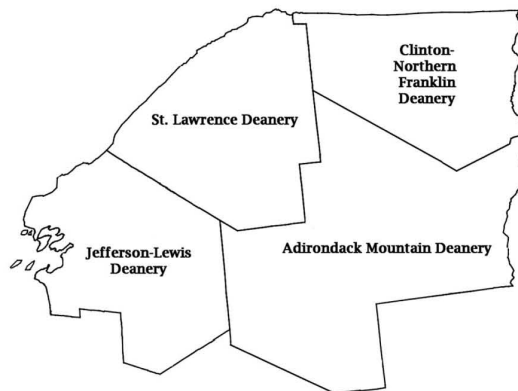 Clinton-
Northern
Franklin
Deanery
St. Lawrence Deanery
Jefferson-Lewis
Deanery
Adirondack Mountain Deanery